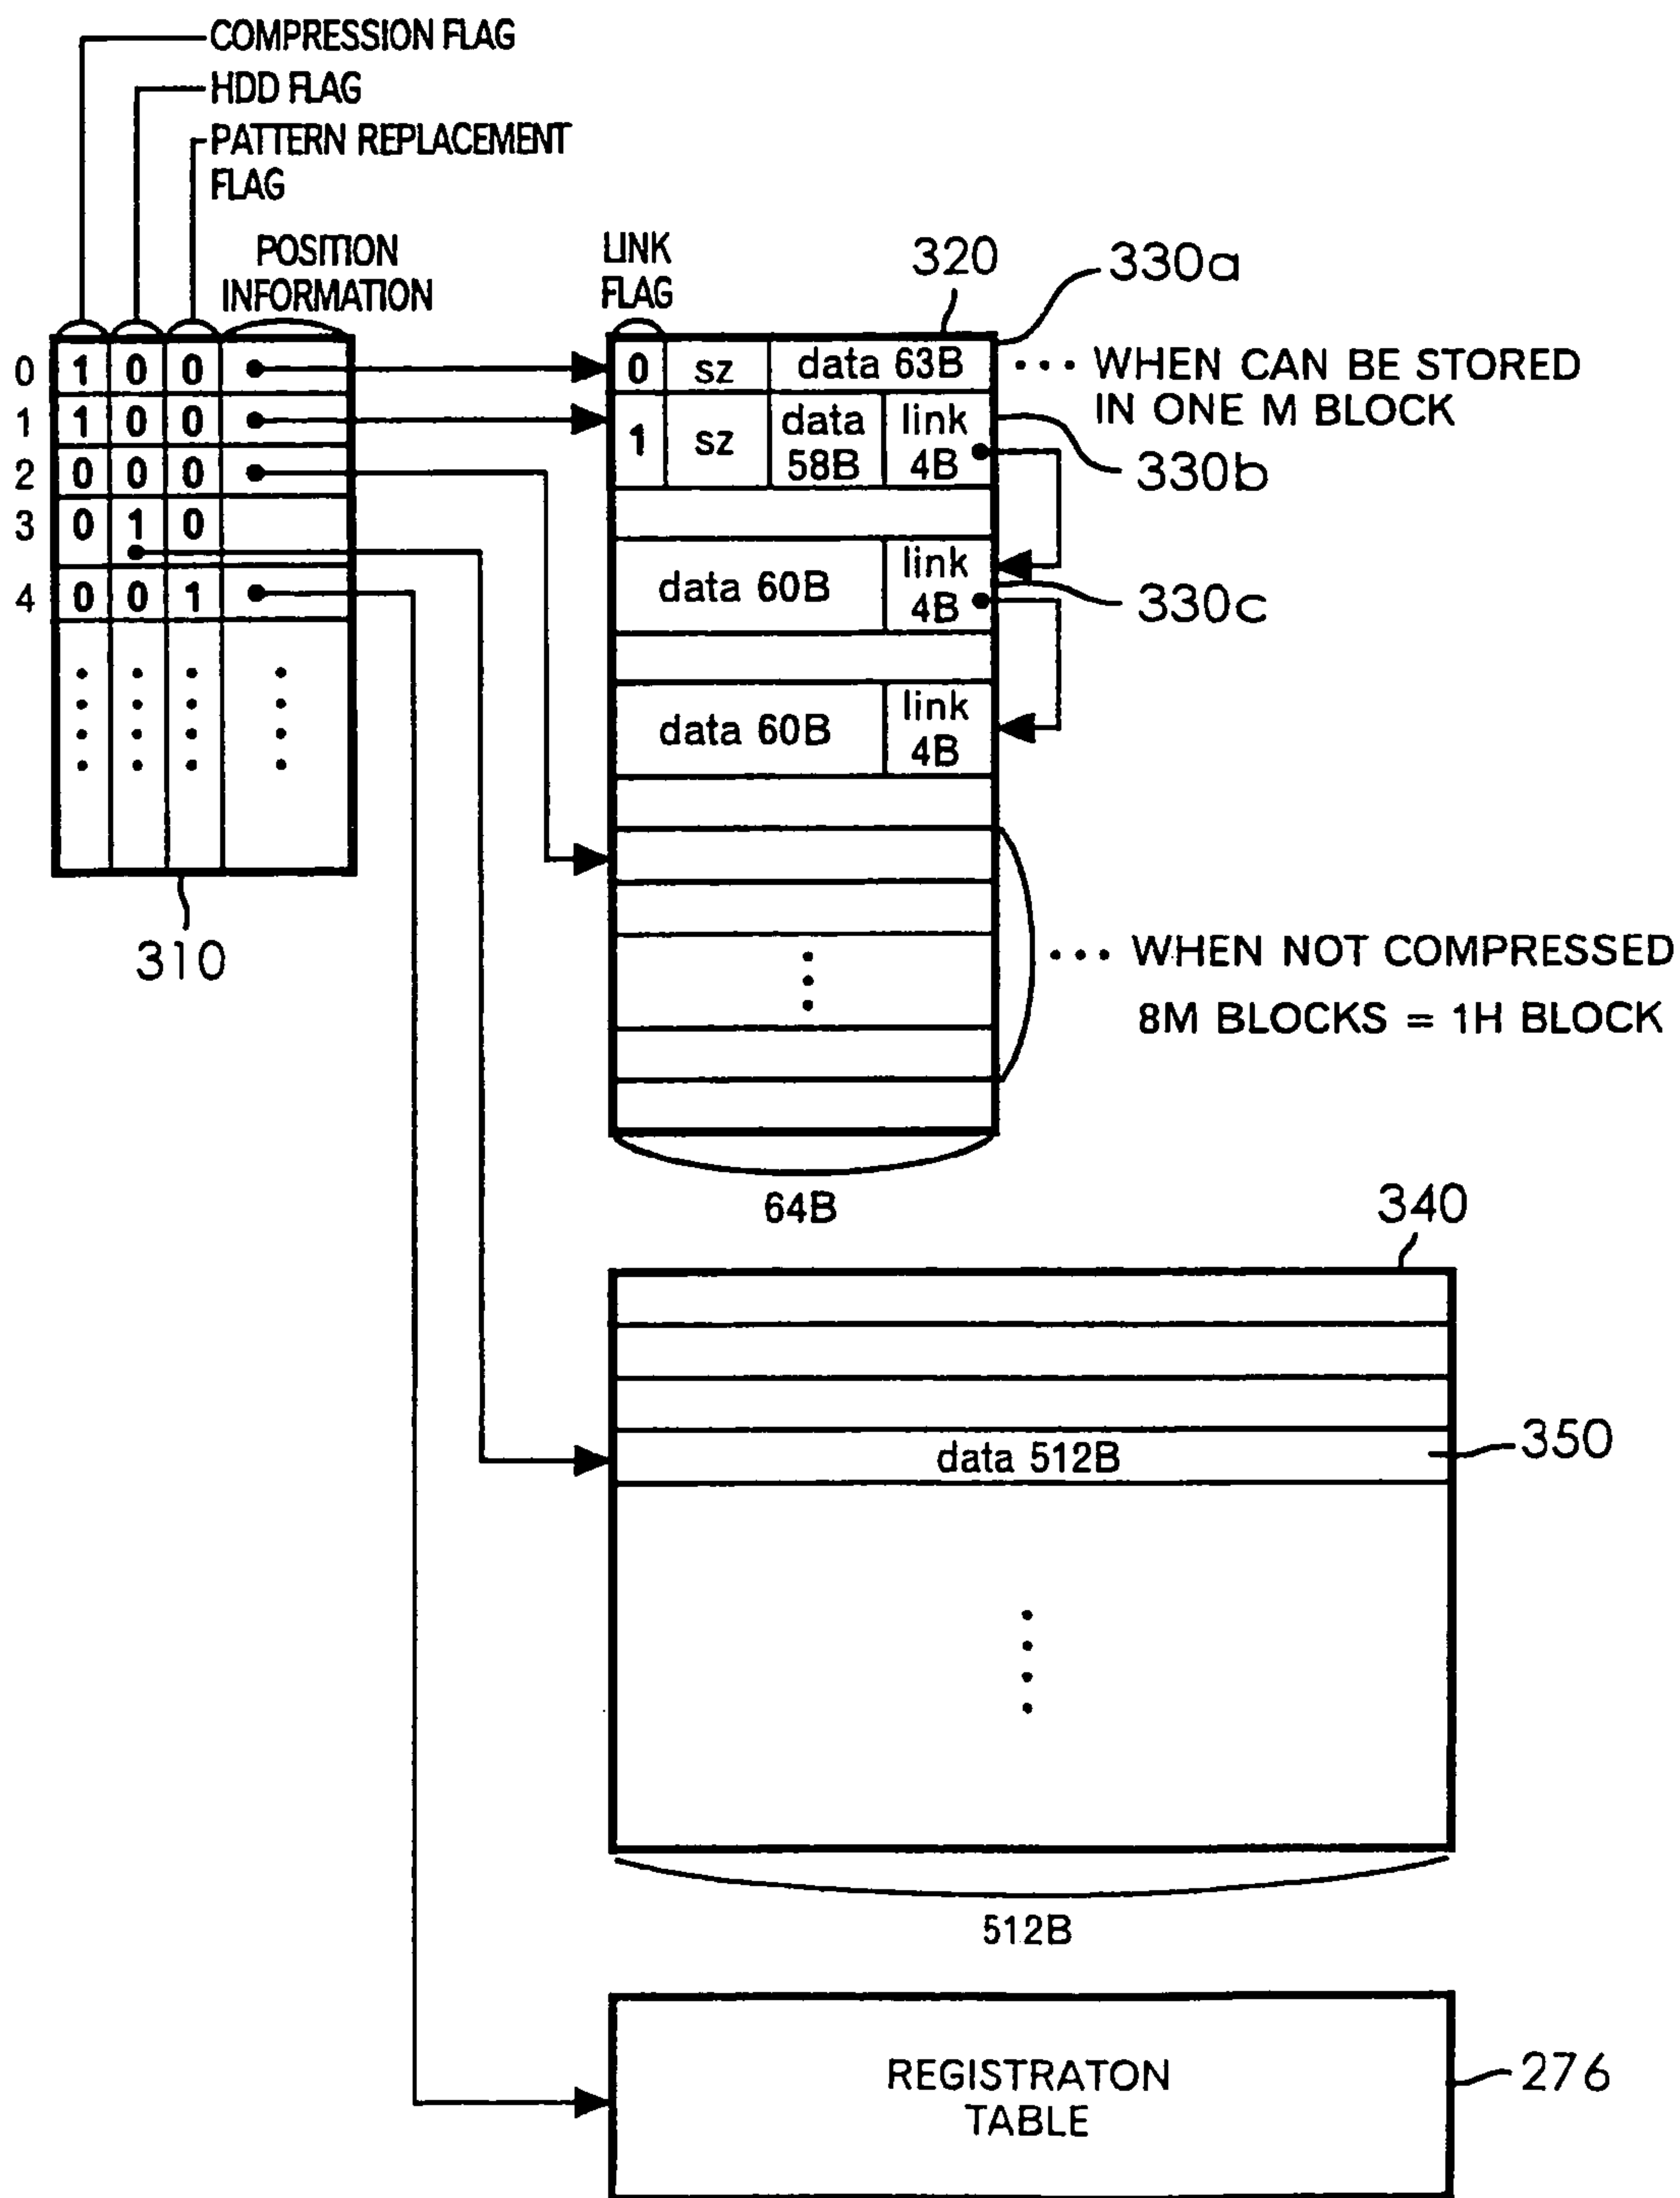 COMPRESSION FLAG
HDD FLAG
PATTERN REPLACEMENT
FLAG
POSITION
INFORMATION
LINK
FLAG
320
330a
0 1 0 0
0 sz data 63B
••• WHEN CAN BE STORED
IN ONE M BLOCK
1 1 0 0
1 sz data
58B link
4B
330b
2 0 0 0
3 0 1 0
4 0 0 1
data 60B link
4B
330c
data 60B link
4B
310
••• WHEN NOT COMPRESSED
8M BLOCKS = 1H BLOCK
64B
340
data 512B
350
512B
REGISTRATON
TABLE
276